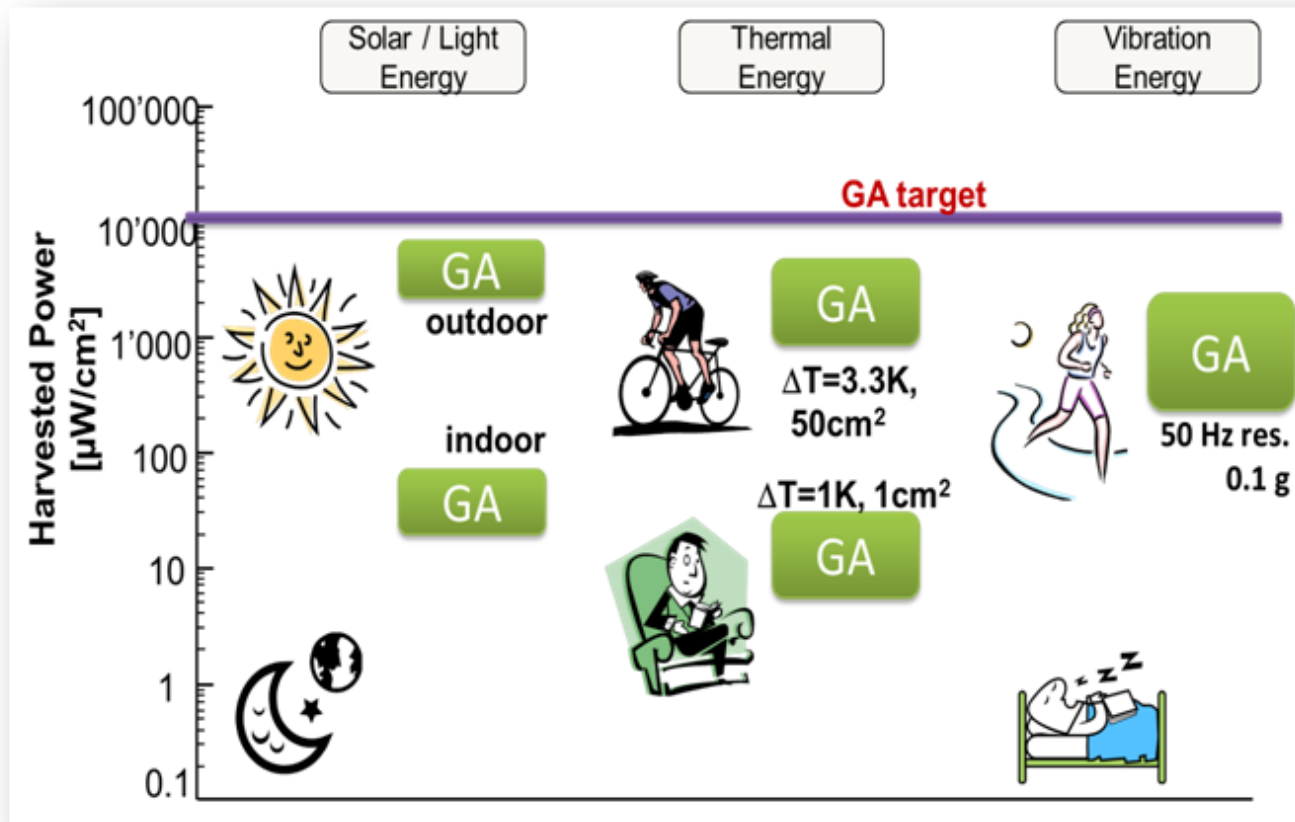 Solar / Light
Energy
Thermal
Energy
Vibration
Energy
100’000
GA target
10’000
GA
outdoor
GA
GA
1’000
ΔT=3.3K,
50cm²
50 Hz res.
0.1 g
indoor
100
GA
ΔT=1K, 1cm²
GA
10
1
z z z
0.1
Harvested Power
[µW/cm²]